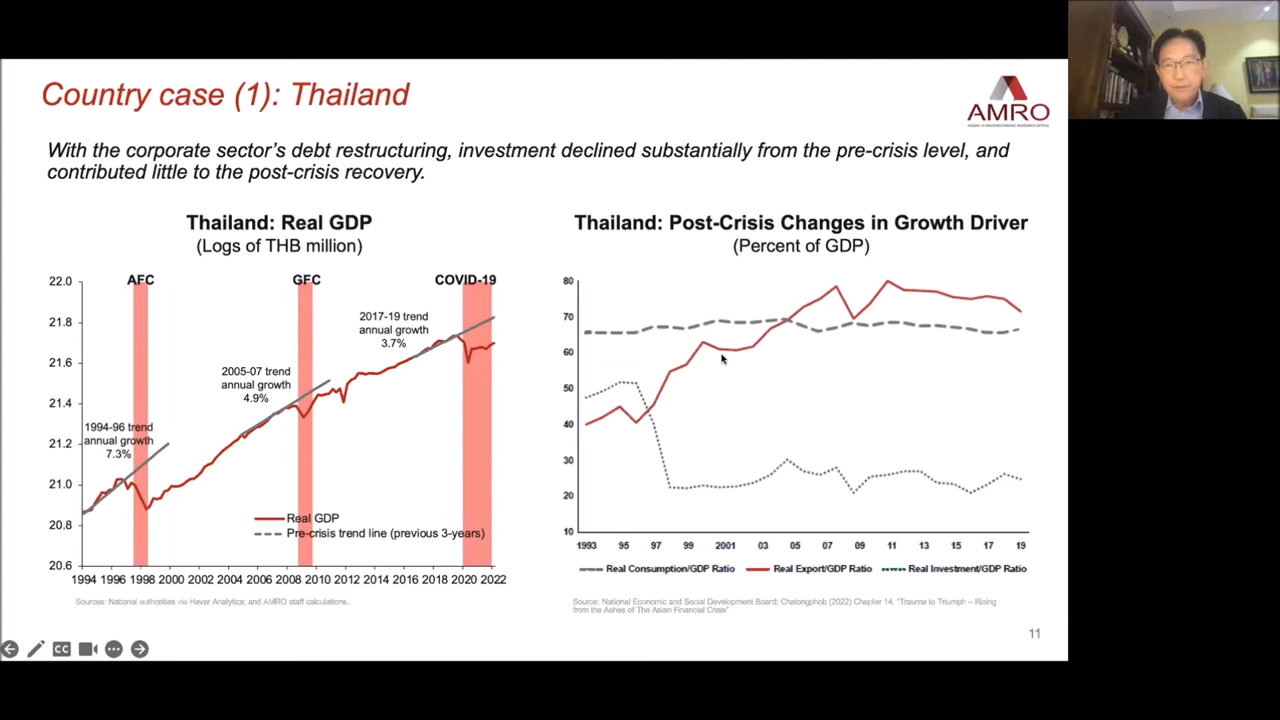 Country case (1): Thailand
AMRO
ASEAN +3 MACROECONOMIC RESEARCH OFFICE
With the corporate sector's debt restructuring, investment declined substantially from the pre-crisis level, and
contributed little to the post-crisis recovery.
Thailand: Real GDP
(Logs of THB million)
22.0
21.8
21.6
21.4
21.2
21.0
20.8
20.6
AFC
GFC
COVID-19
1994-96 trend
annual growth
7.3%
2005-07 trend
annual growth
4.9%
2017-19 trend
annual growth
3.7%
Real GDP
Pre-crisis trend line (previous 3-years)
1994 1996 1998 2000 2002 2004 2006 2008 2010 2012 2014 2016 2018 2020 2022
Sources: National authorities via Haver Analytics; and AMRO staff calculations..
Thailand: Post-Crisis Changes in Growth Driver
(Percent of GDP)
80
70
60
50
40
30
20
10
1993 95 97 99 2001 03 05 07 09 11 13 15 17 19
Real Consumption/GDP Ratio Real Export/GDP Ratio Real Investment/GDP Ratio
Source: National Economic and Social Development Board; Chalongphob (2022) Chapter 14, "Trauma to Triumph – Rising
from the Ashes of The Asian Financial Crisis"
11
CC